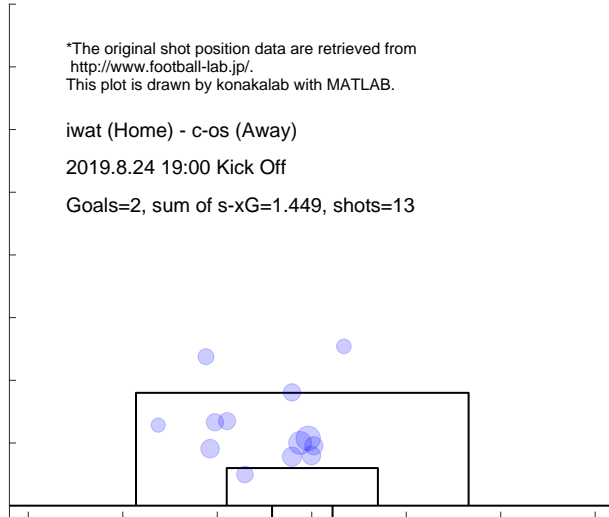 *The original shot position data are retrieved from
http://www.football-lab.jp/.
This plot is drawn by konakalab with MATLAB.
iwat (Home) - c-os (Away)
2019.8.24 19:00 Kick Off
Goals=2, sum of s-xG=1.449, shots=13